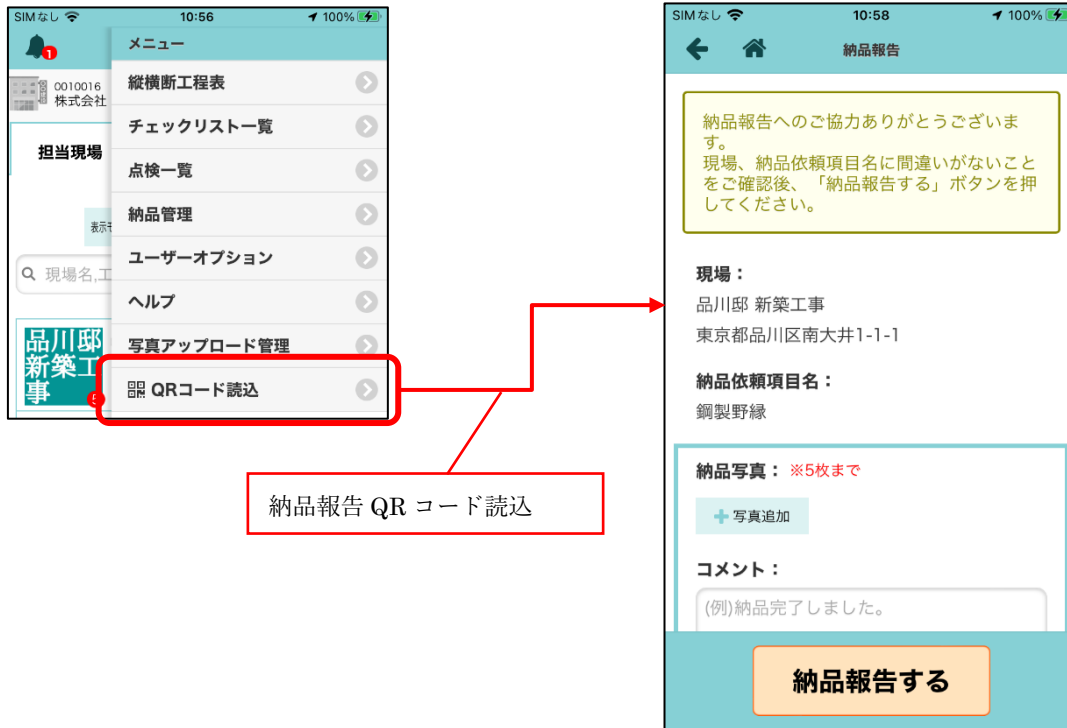 SIMなし 10:56 100%
1
メニュー
0010016
株式会社
縦横断工程表
チェックリスト一覧
担当現場
点検一覧
納品管理
表示モ
ユーザーオプション
現場名,工
ヘルプ
写真アップロード管理
品川邸
新築工
事
5
QRコード読込
納品報告 QR コード読込
SIMなし 10:58 100%
納品報告
納品報告へのご協力ありがとうございま
す。
現場、納品依頼項目名に間違いがないこと
をご確認後、「納品報告する」ボタンを押
してください。
現場：
品川邸 新築工事
東京都品川区南大井1-1-1
納品依頼項目名：
鋼製野縁
納品写真： ※5枚まで
写真追加
コメント：
(例)納品完了しました。
納品報告する